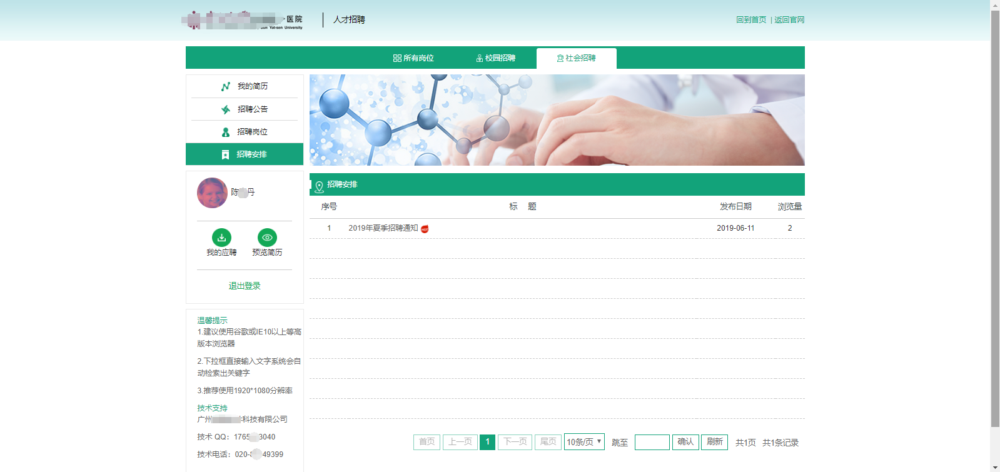 医院
Sun Yat-sen University
人才招聘
回到首页 | 返回官网
所有岗位 校园招聘 社会招聘
我的简历
招聘公告
招聘岗位
招聘安排
陈 丹
我的应聘 预览简历
退出登录
温馨提示
1.建议使用谷歌或IE10以上等高
版本浏览器
2.下拉框直接输入文字系统会自
动检索出关键字
3.推荐使用1920*1080分辨率
技术支持
广州 科技有限公司
技术 QQ：1765 3040
技术电话：020- 49399
招聘安排
序号 标 题 发布日期 浏览量
1 2019年夏季招聘通知 HOT 2019-06-11 2
首页 上一页 1 下一页 尾页 10条/页 跳至 确认 刷新 共1页 共1条记录